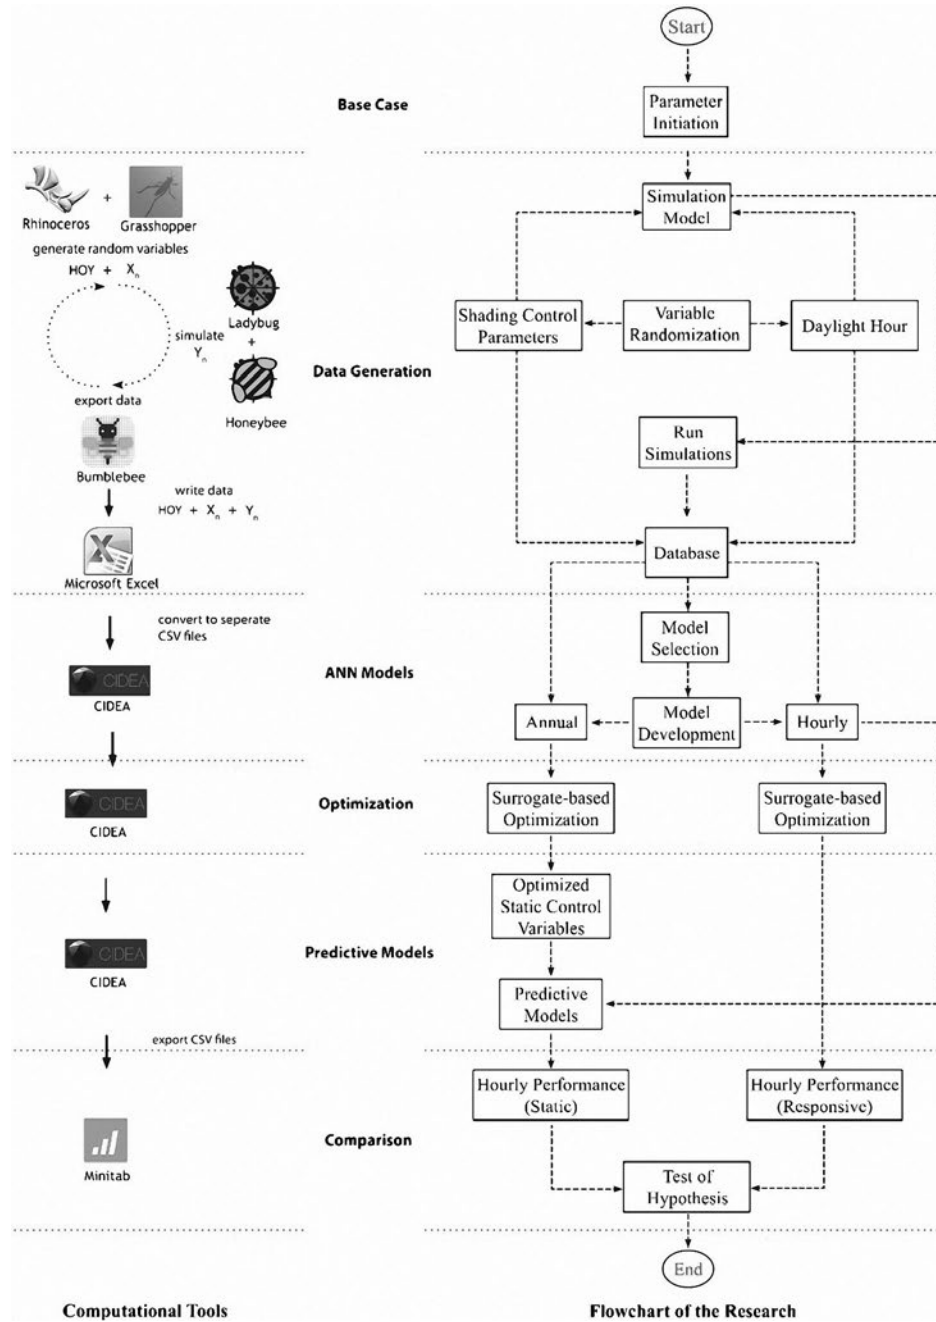 Start
Base Case
Parameter
Initiation
Rhinoceros
+
Grasshopper
generate random variables
HOY + Xn
Ladybug
+
Honeybee
simulate
Yn
export data
Bumblebee
write data
HOY + Xn + Yn
Microsoft Excel
Data Generation
Simulation
Model
Shading Control
Parameters
Variable
Randomization
Daylight Hour
Run
Simulations
Database
convert to seperate
CSV files
CIDEA
CIDEA
ANN Models
Model
Selection
Annual
Model
Development
Hourly
CIDEA
CIDEA
Optimization
Surrogate-based
Optimization
Surrogate-based
Optimization
CIDEA
CIDEA
export CSV files
Predictive Models
Optimized
Static Control
Variables
Predictive
Models
Minitab
Comparison
Hourly Performance
(Static)
Hourly Performance
(Responsive)
Test of
Hypothesis
End
Computational Tools
Flowchart of the Research